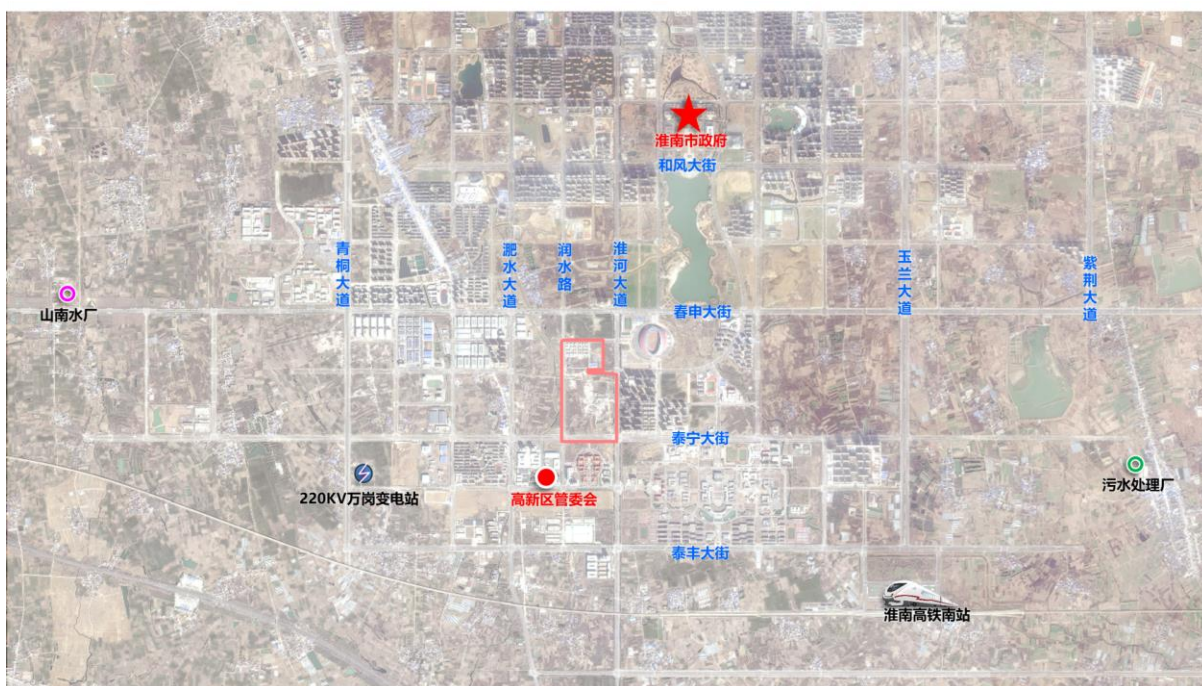 淮南市政府
和风大街
青桐大道
淝水大道
润水路
淮河大道
玉兰大道
紫荆大道
山南水厂
春申大街
泰宁大街
220KV万岗变电站
高新区管委会
污水处理厂
泰丰大街
淮南高铁南站